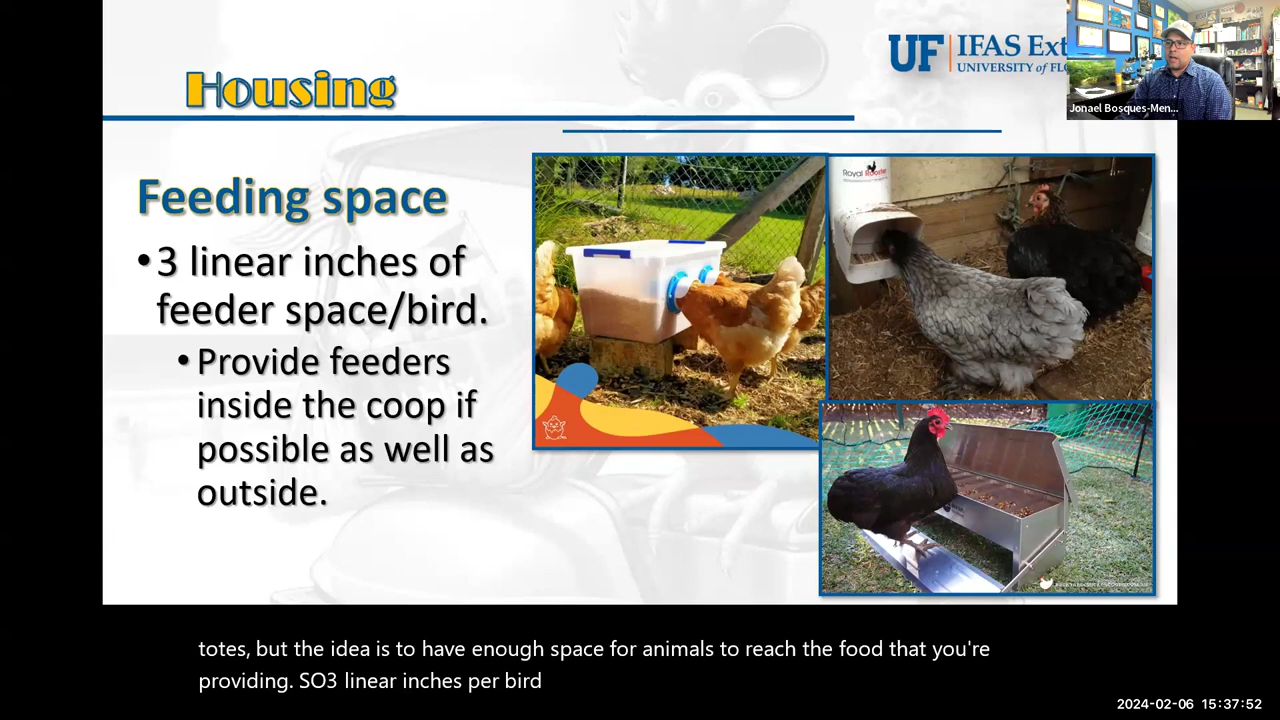 Housing
UF IFAS Ext
UNIVERSITY of FLO
Jonael Bosques-Men...
Feeding space
•3 linear inches of
feeder space/bird.
•Provide feeders
inside the coop if
possible as well as
outside.
Royal Rooster
totes, but the idea is to have enough space for animals to reach the food that you're
providing. SO3 linear inches per bird
2024-02-06 15:37:52